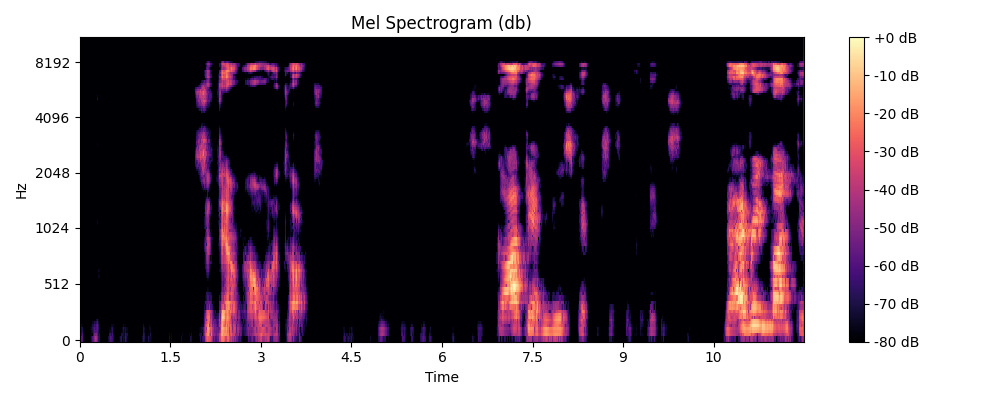 Mel Spectrogram (db)
+0 dB
8192
-10 dB
4096
-20 dB
-30 dB
2048
Hz
-40 dB
1024
-50 dB
512
-60 dB
-70 dB
0
-80 dB
0 1.5 3 4.5 6 7.5 9 10
Time